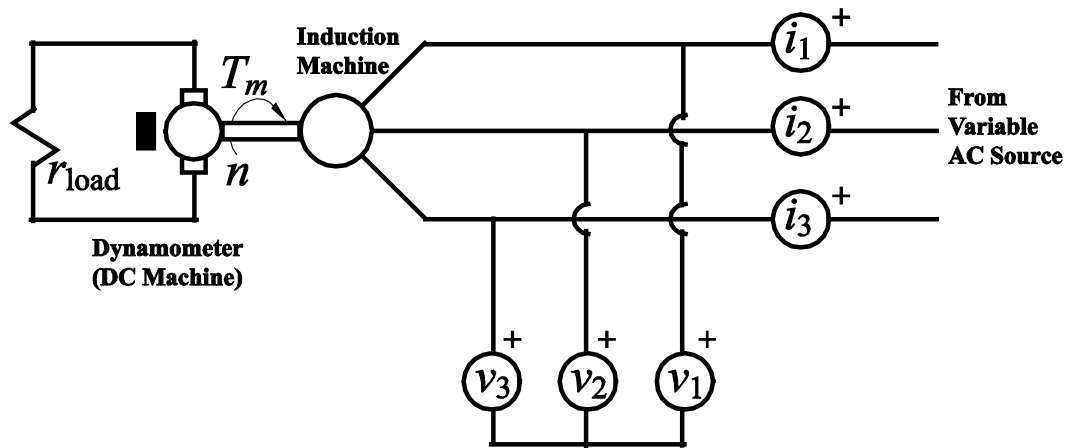 Induction
Machine
T_m
n
r_load
Dynamometer
(DC Machine)
i_1 +
i_2 +
i_3 +
From
Variable
AC Source
+ + +
v_3 v_2 v_1